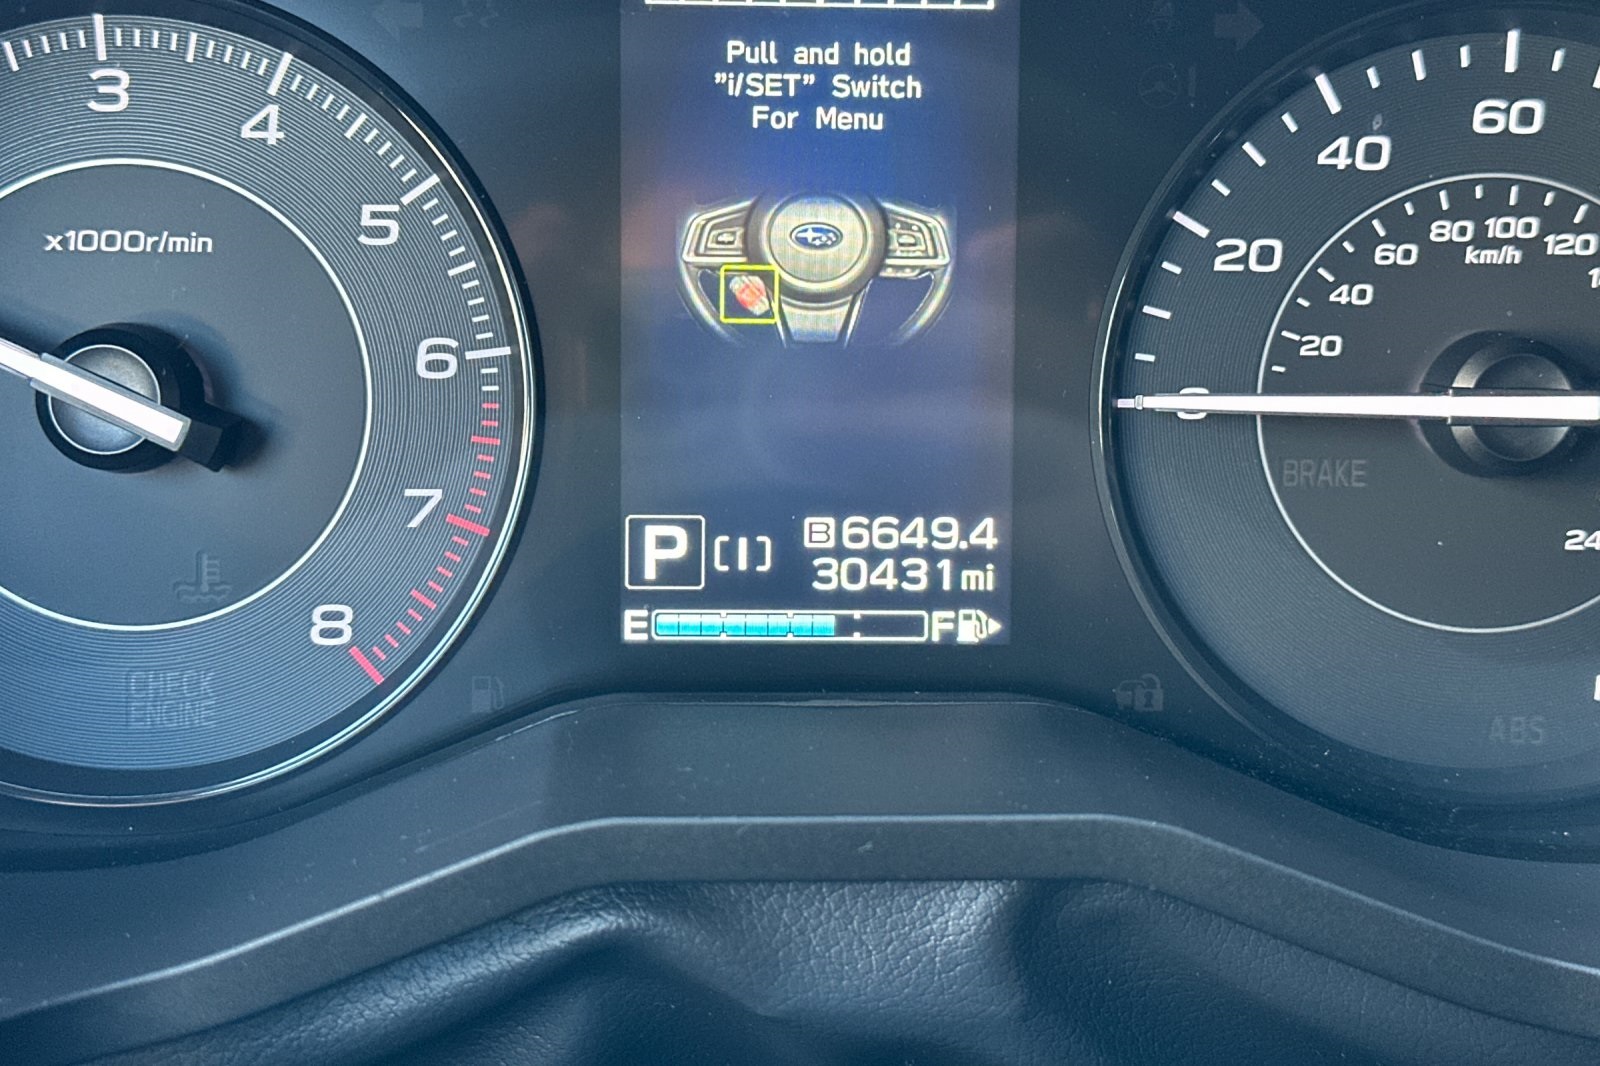 Pull and hold
"i/SET" Switch
For Menu
3
4
5
6
7
8
x1000r/min
CHECK
ENGINE
P [I] B 6649.4
30431 mi
E F
0
20
40
60
20
40
60
80
100
120
km/h
BRAKE
ABS